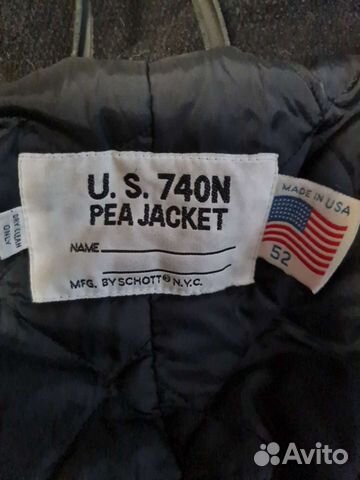 U. S. 740N
PEA JACKET
NAME
MFG. BY SCHOTT® N.Y.C.
DRY CLEAN
ONLY
MADE IN USA
52
Avito